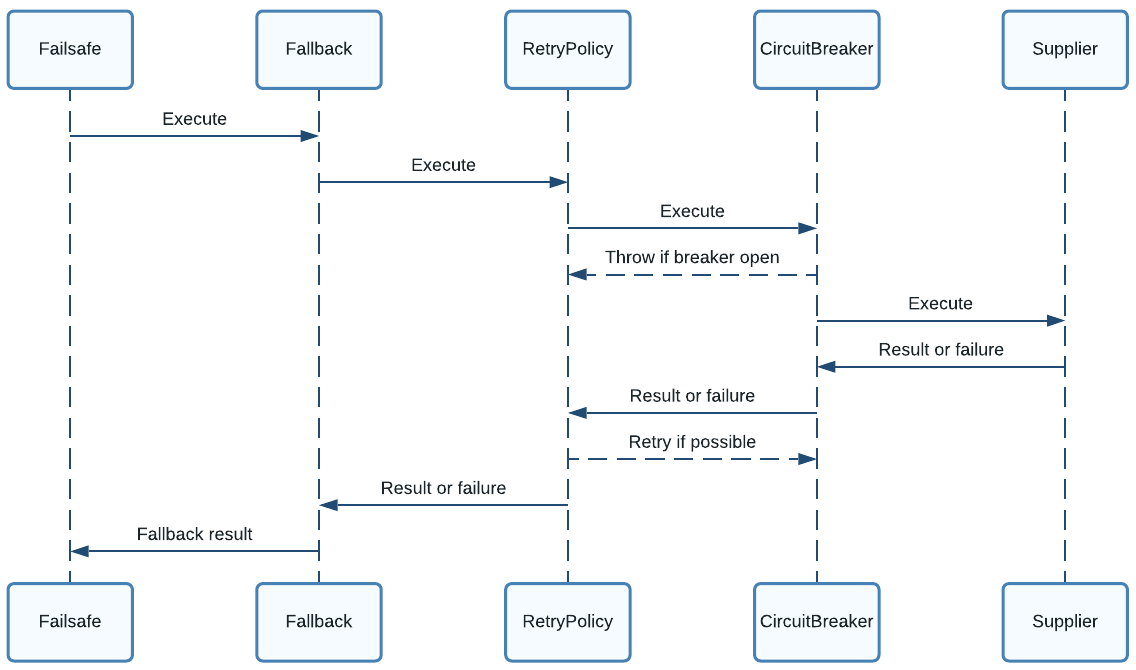 Failsafe
Fallback
RetryPolicy
CircuitBreaker
Supplier
Execute
Execute
Execute
Throw if breaker open
Execute
Result or failure
Result or failure
Retry if possible
Result or failure
Fallback result
Failsafe
Fallback
RetryPolicy
CircuitBreaker
Supplier